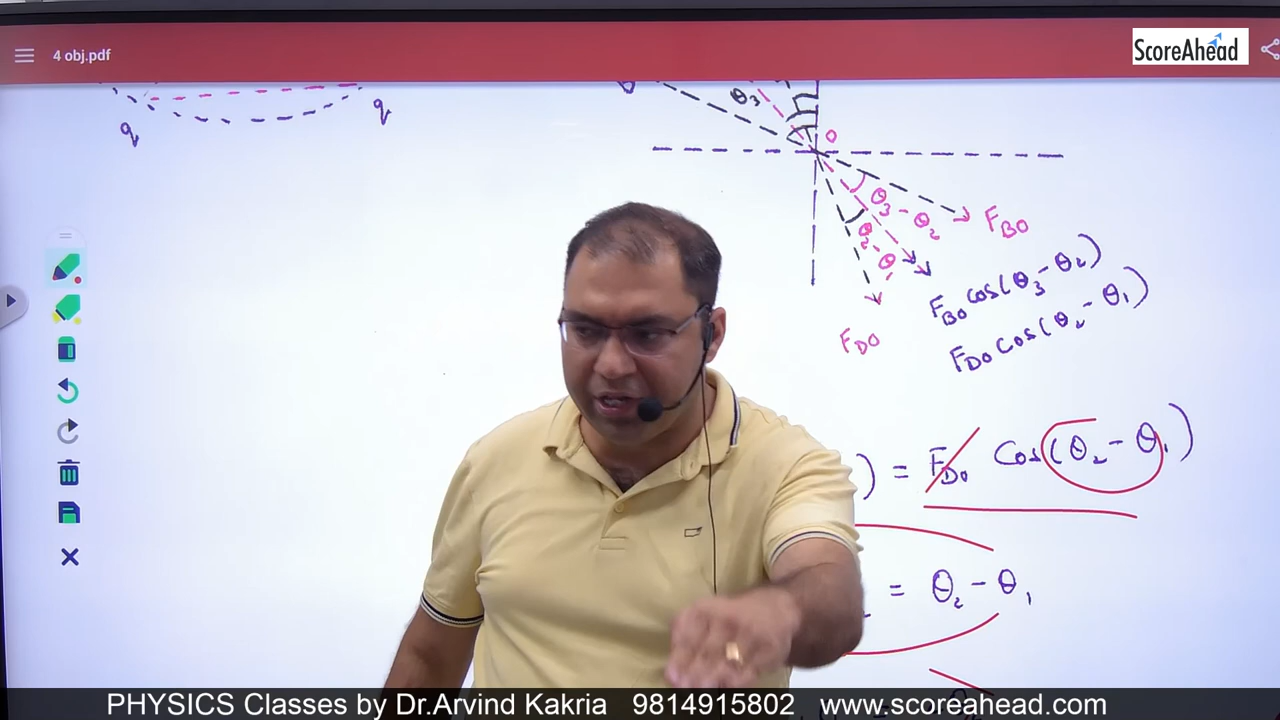 4 obj.pdf
ScoreAhead
q
q
θ₃
O
θ₃ - θ₂
F_BO
θ₂ - θ₁
F_DO
F_BO cos(θ₃ - θ₂)
F_DO cos(θ₂ - θ₁)
) = F_DO Cos(θ₂ - θ₁)
= θ₂ - θ₁
PHYSICS Classes by Dr.Arvind Kakria 9814915802 www.scoreahead.com